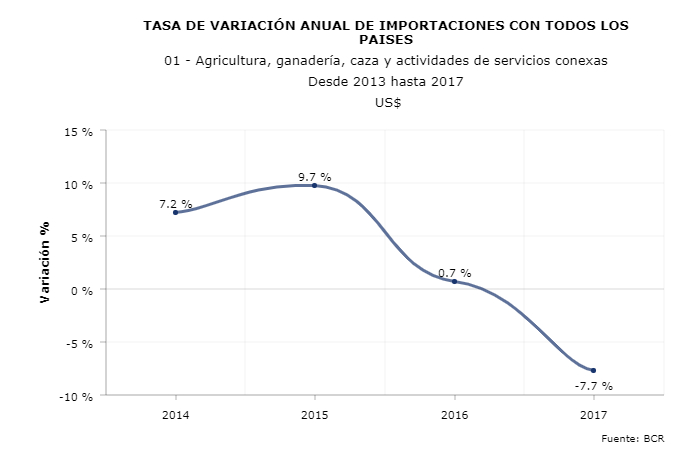 TASA DE VARIACIÓN ANUAL DE IMPORTACIONES CON TODOS LOS
PAISES
01 - Agricultura, ganadería, caza y actividades de servicios conexas
Desde 2013 hasta 2017
US$
15 %
10 %
5 %
0 %
-5 %
-10 %
Variación %
7.2 %
9.7 %
0.7 %
-7.7 %
2014
2015
2016
2017
Fuente: BCR